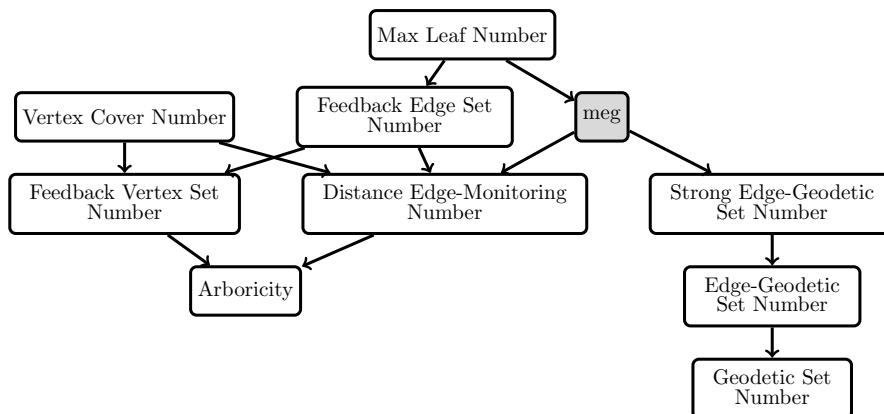 Max Leaf Number
Vertex Cover Number
Feedback Edge Set
Number
meg
Feedback Vertex Set
Number
Distance Edge-Monitoring
Number
Strong Edge-Geodetic
Set Number
Arboricity
Edge-Geodetic
Set Number
Geodetic Set
Number